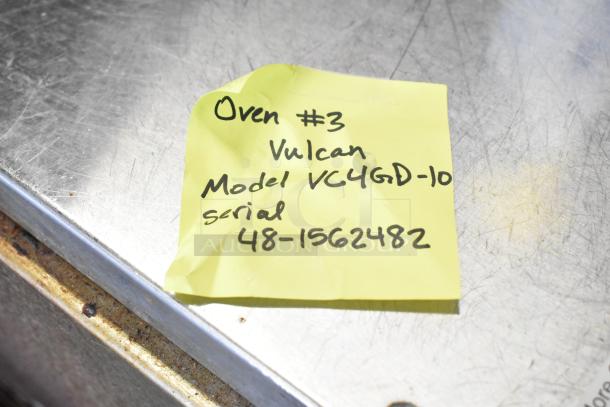 Oven #3
Vulcan
Model VC4GD-10
serial
48-1562482